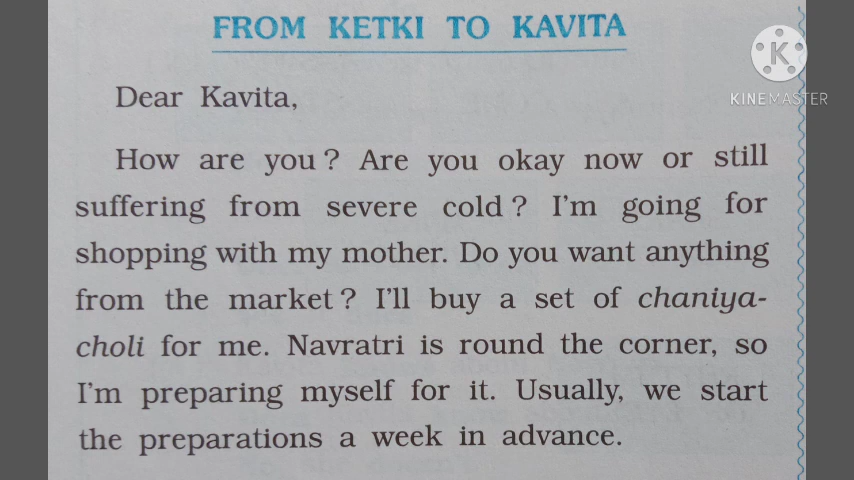 FROM KETKI TO KAVITA
KINEMASTER
Dear Kavita,
How are you ? Are you okay now or still
suffering from severe cold ? I'm going for
shopping with my mother. Do you want anything
from the market ? I'll buy a set of chaniya-
choli for me. Navratri is round the corner, so
I'm preparing myself for it. Usually, we start
the preparations a week in advance.